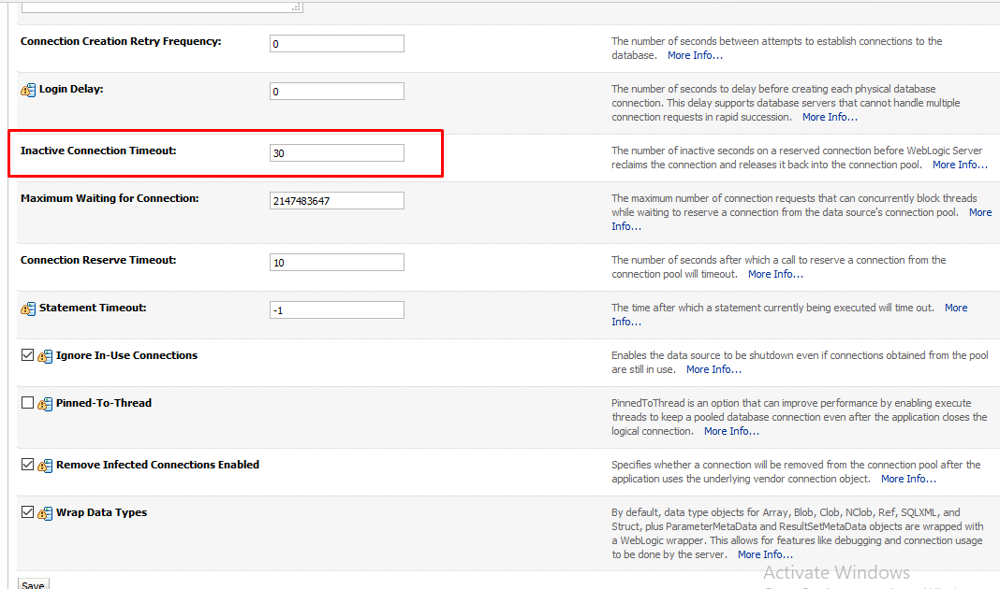 Connection Creation Retry Frequency:
0
The number of seconds between attempts to establish connections to the
database. More Info...
Login Delay:
0
The number of seconds to delay before creating each physical database
connection. This delay supports database servers that cannot handle multiple
connection requests in rapid succession. More Info...
Inactive Connection Timeout:
30
The number of inactive seconds on a reserved connection before WebLogic Server
reclaims the connection and releases it back into the connection pool. More Info...
Maximum Waiting for Connection:
2147483647
The maximum number of connection requests that can concurrently block threads
while waiting to reserve a connection from the data source's connection pool. More
Info...
Connection Reserve Timeout:
10
The number of seconds after which a call to reserve a connection from the
connection pool will timeout. More Info...
Statement Timeout:
-1
The time after which a statement currently being executed will time out. More
Info...
Ignore In-Use Connections
Enables the data source to be shutdown even if connections obtained from the pool
are still in use. More Info...
Pinned-To-Thread
PinnedToThread is an option that can improve performance by enabling execute
threads to keep a pooled database connection even after the application closes the
logical connection. More Info...
Remove Infected Connections Enabled
Specifies whether a connection will be removed from the connection pool after the
application uses the underlying vendor connection object. More Info...
Wrap Data Types
By default, data type objects for Array, Blob, Clob, NClob, Ref, SQLXML, and
Struct, plus ParameterMetaData and ResultSetMetaData objects are wrapped with
a WebLogic wrapper. This allows for features like debugging and connection usage
to be done by the server. More Info...
Activate Windows
Save